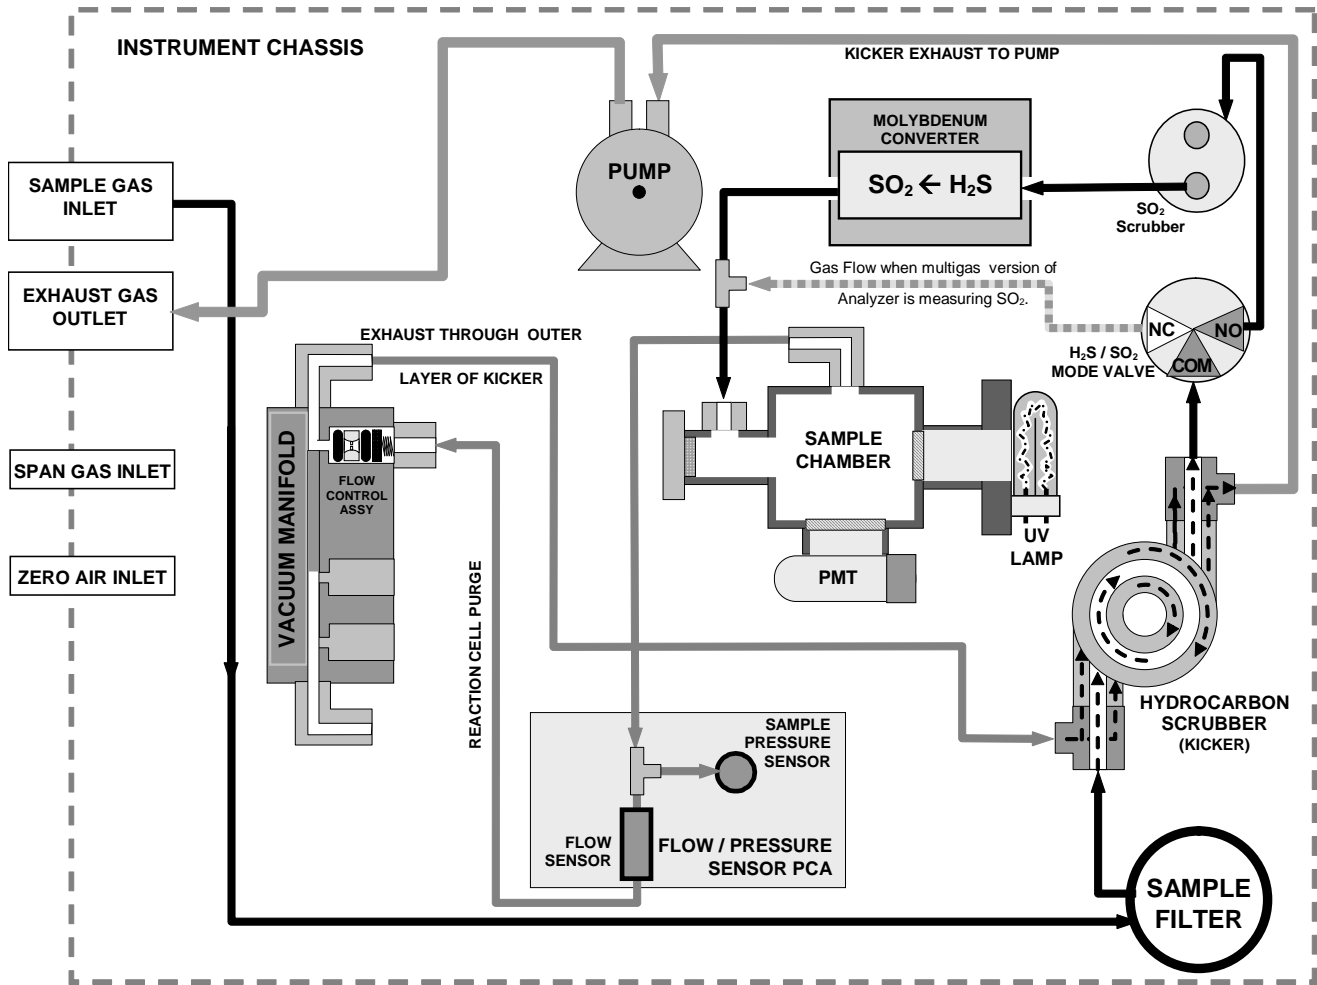 INSTRUMENT CHASSIS
KICKER EXHAUST TO PUMP
MOLYBDENUM
CONVERTER
SO₂ ← H₂S
PUMP
SAMPLE GAS
INLET
SO₂
Scrubber
EXHAUST GAS
OUTLET
Gas Flow when multigas version of
Analyzer is measuring SO₂.
NC
NO
COM
H₂S / SO₂
MODE VALVE
EXHAUST THROUGH OUTER
LAYER OF KICKER
VACUUM MANIFOLD
FLOW
CONTROL
ASSY
SPAN GAS INLET
SAMPLE
CHAMBER
UV
LAMP
PMT
ZERO AIR INLET
REACTION CELL PURGE
HYDROCARBON
SCRUBBER
(KICKER)
SAMPLE
PRESSURE
SENSOR
FLOW
SENSOR
FLOW / PRESSURE
SENSOR PCA
SAMPLE
FILTER